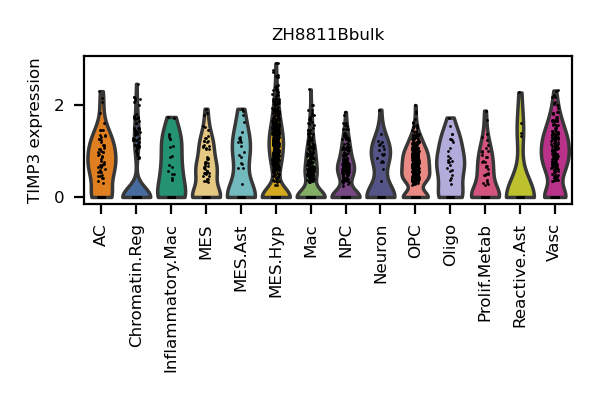 ZH8811Bbulk
TIMP3 expression
2
0
AC
Chromatin.Reg
Inflammatory.Mac
MES
MES.Ast
MES.Hyp
Mac
NPC
Neuron
OPC
Oligo
Prolif.Metab
Reactive.Ast
Vasc